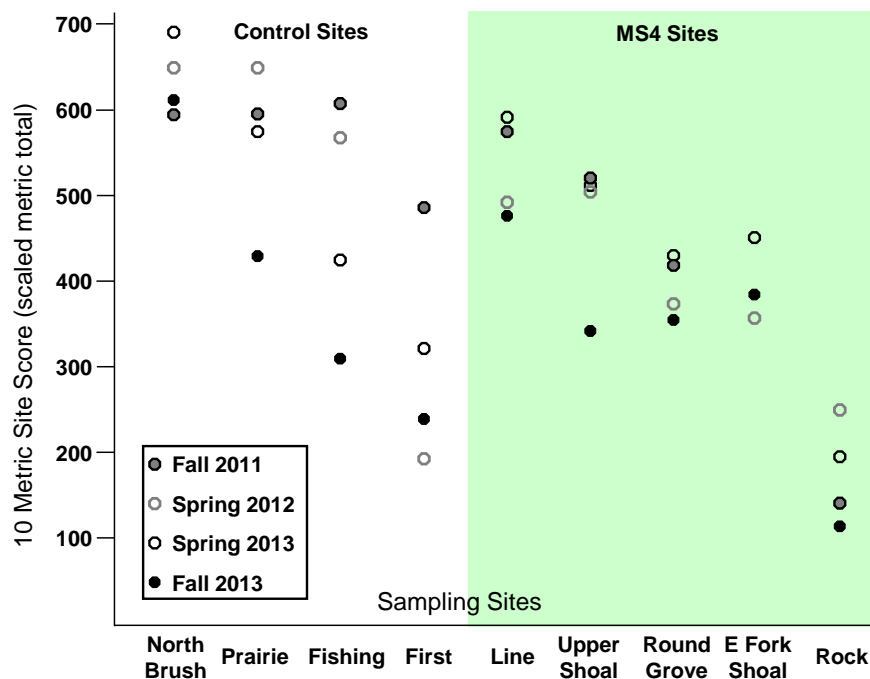 Control Sites
MS4 Sites
10 Metric Site Score (scaled metric total)
700
600
500
400
300
200
100
Fall 2011
Spring 2012
Spring 2013
Fall 2013
Sampling Sites
North
Brush
Prairie
Fishing
First
Line
Upper
Shoal
Round
Grove
E Fork
Shoal
Rock